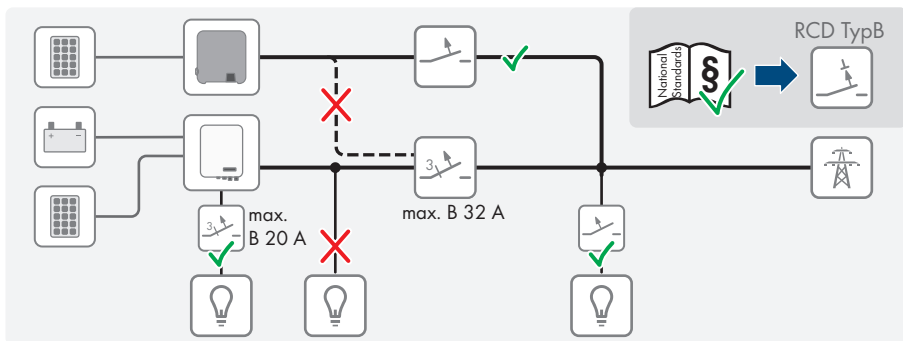 RCD TypB
National
Standards
§
+ −
3
max. B 32 A
3
max.
B 20 A